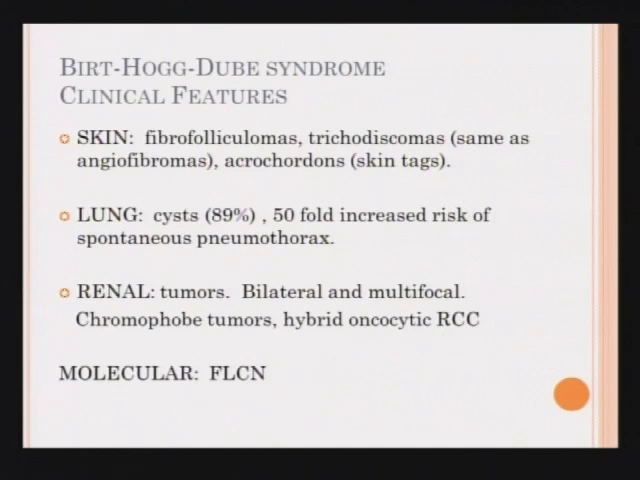 BIRT-HOGG-DUBE SYNDROME
CLINICAL FEATURES
SKIN: fibrofolliculomas, trichodiscomas (same as
angiofibromas), acrochordons (skin tags).
LUNG: cysts (89%) , 50 fold increased risk of
spontaneous pneumothorax.
RENAL: tumors. Bilateral and multifocal.
Chromophobe tumors, hybrid oncocytic RCC
MOLECULAR: FLCN